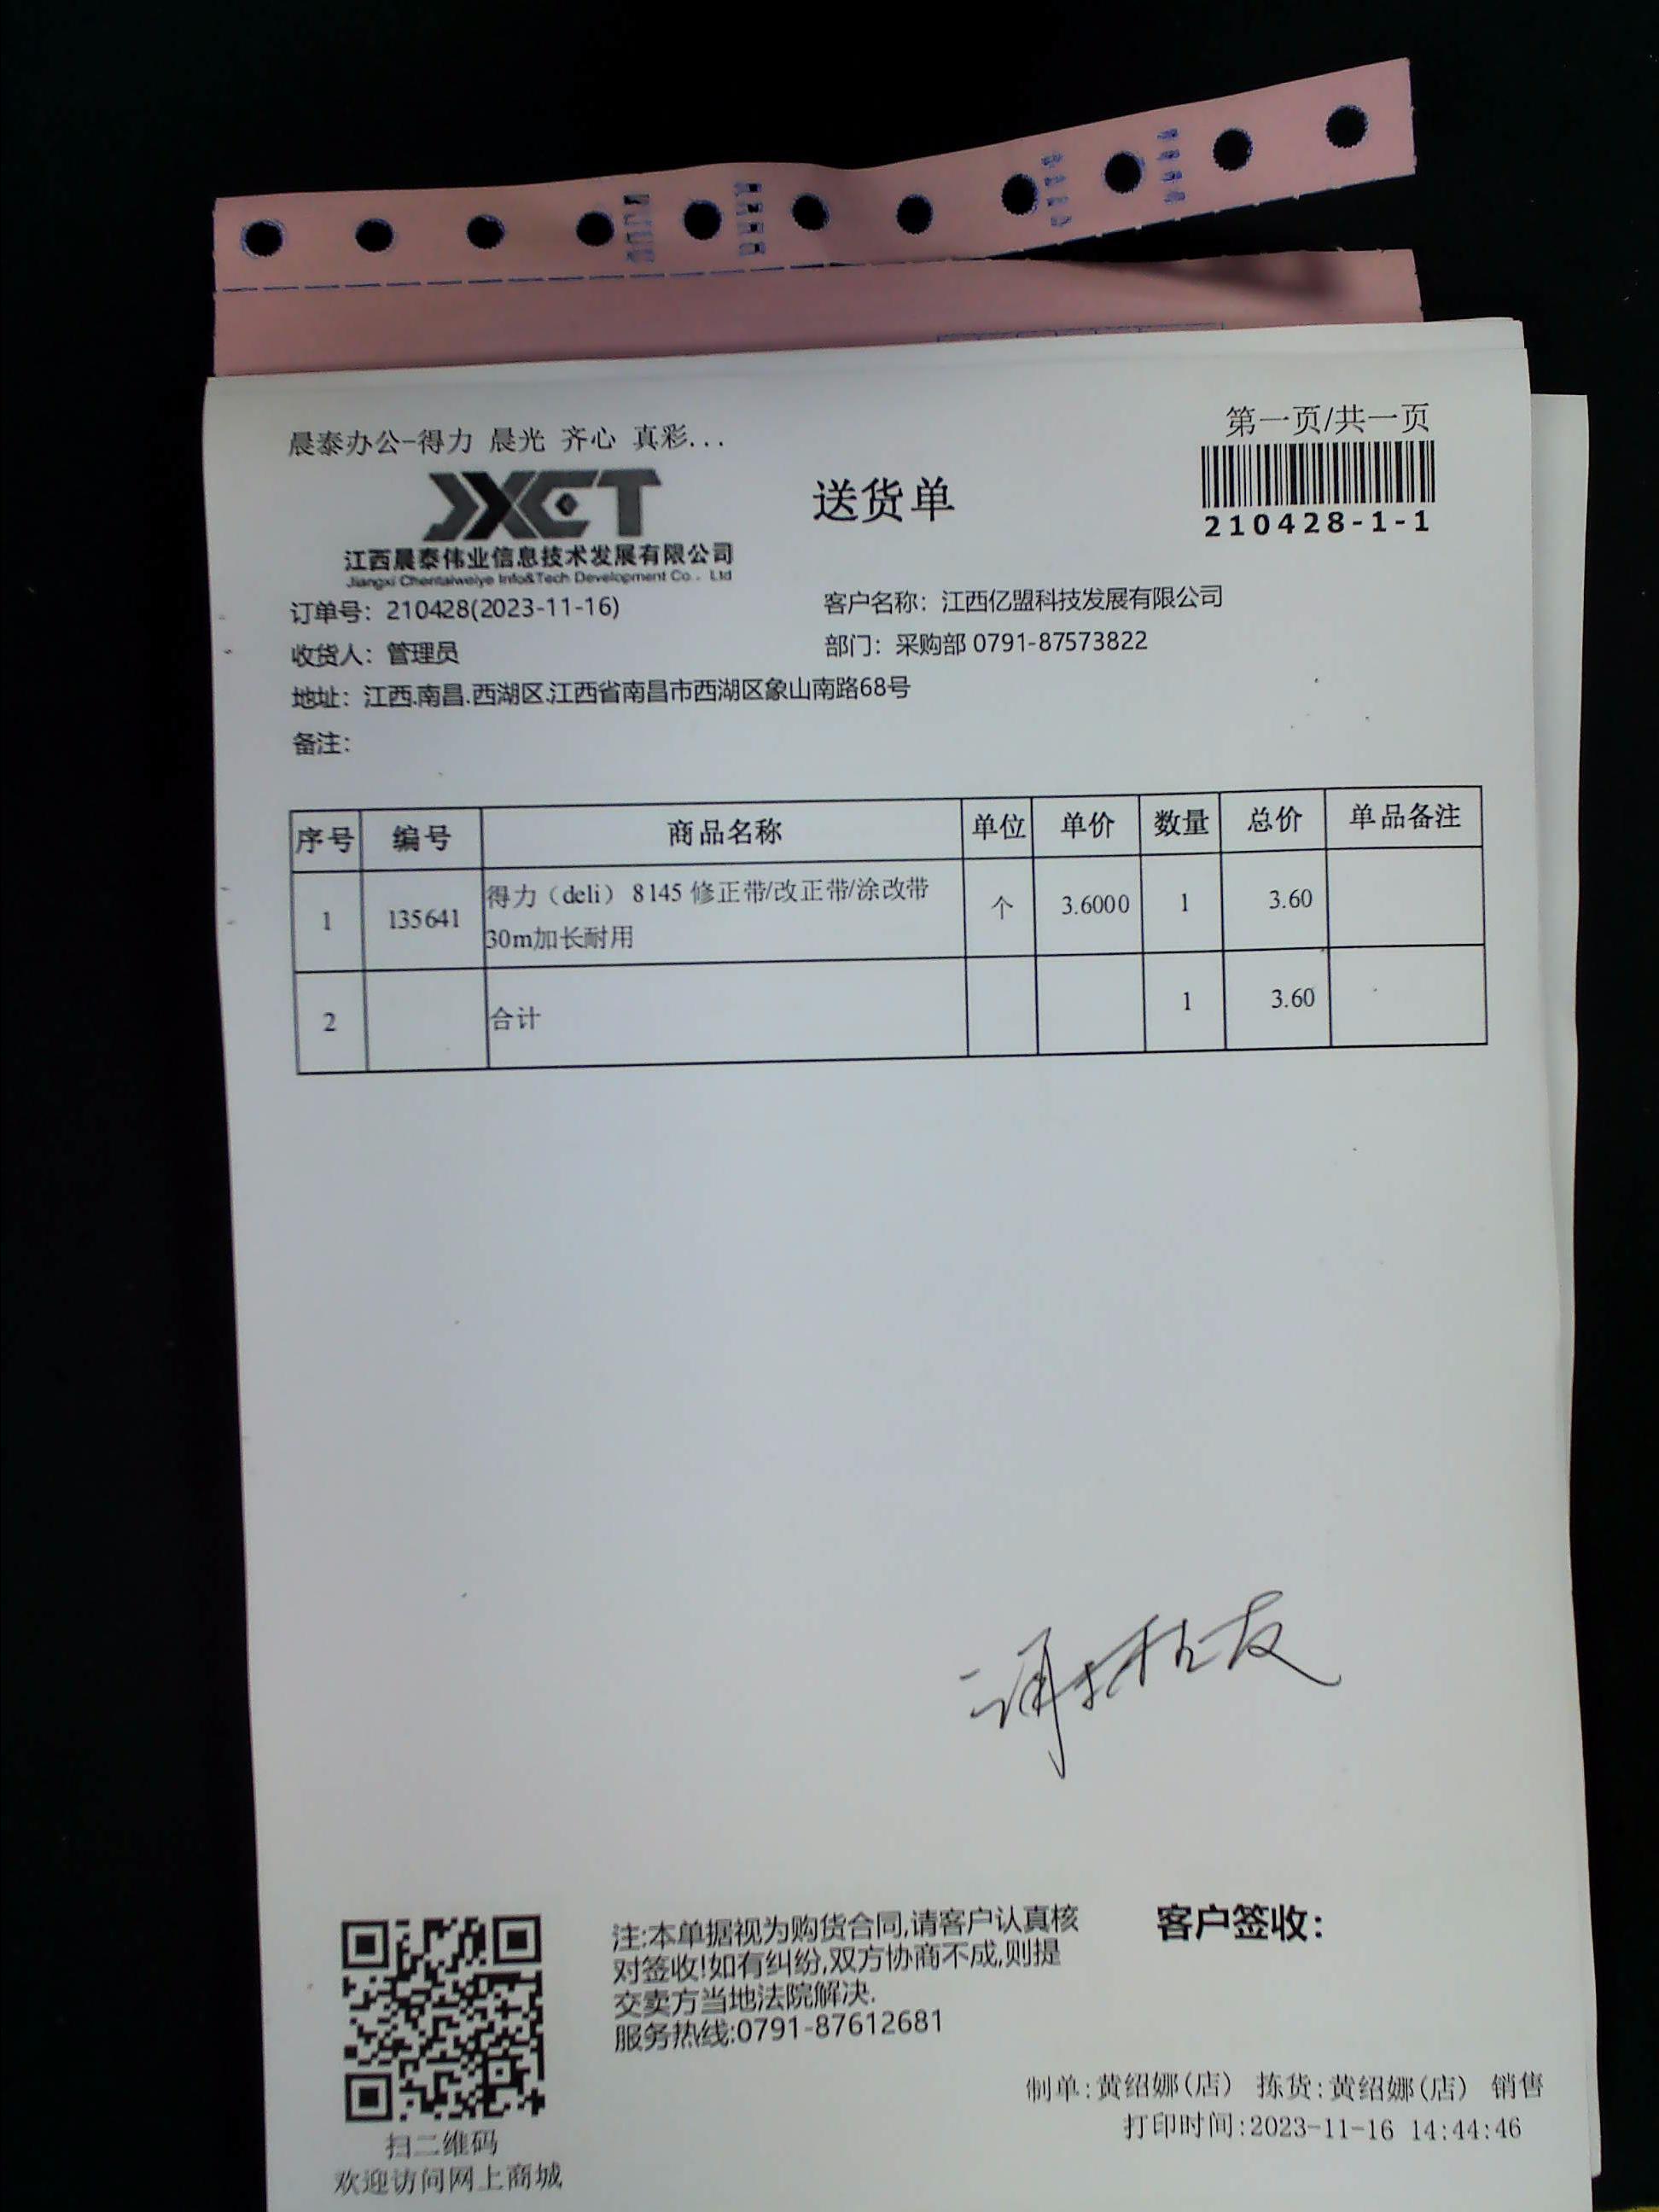 晨泰办公-得力 晨光 齐心 真彩...
第一页/共一页
JXCT
送货单
210428-1-1
江西晨泰伟业信息技术发展有限公司
Jiangxi Chentaiweiye Info&Tech Development Co., Ltd
订单号: 210428(2023-11-16)
客户名称: 江西亿盟科技发展有限公司
收货人: 管理员
部门: 采购部 0791-87573822
地址: 江西.南昌.西湖区.江西省南昌市西湖区象山南路68号
备注:
序号 编号 商品名称 单位 单价 数量 总价 单品备注
1 135641 得力（deli） 8145 修正带/改正带/涂改带 个 3.6000 1 3.60
30m加长耐用
2 合计 1 3.60
注:本单据视为购货合同,请客户认真核
对签收!如有纠纷,双方协商不成,则提
交卖方当地法院解决.
服务热线:0791-87612681
客户签收:
制单:黄绍娜(店) 拣货:黄绍娜(店) 销售
打印时间:2023-11-16 14:44:46
扫二维码
欢迎访问网上商城